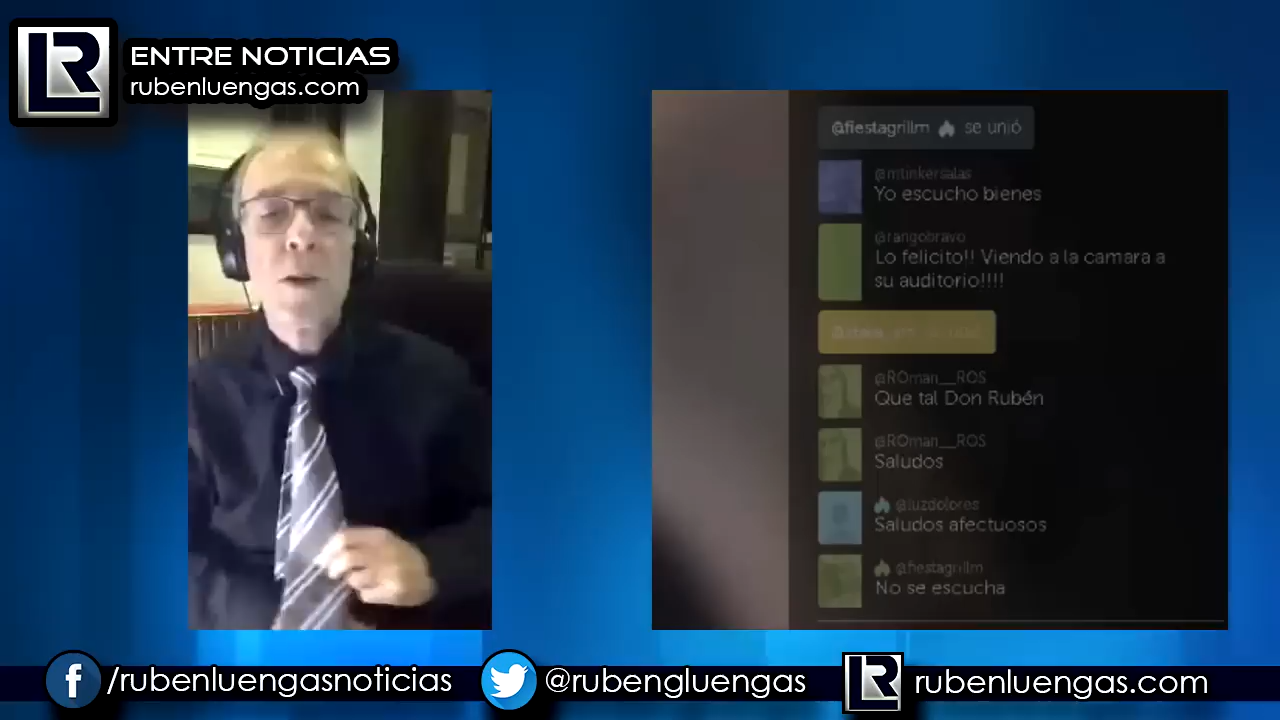 LR
ENTRE NOTICIAS
rubenluengas.com
@fiestagrillm se unió
@mtinkersalas
Yo escucho bienes
@rangobravo
Lo felicito!! Viendo a la camara a
su auditorio!!!!
@ROman__ROS
Que tal Don Rubén
@ROman__ROS
Saludos
@luzdolores
Saludos afectuosos
@fiestagrillm
No se escucha
f /rubenluengasnoticias
@rubengluengas
LR rubenluengas.com